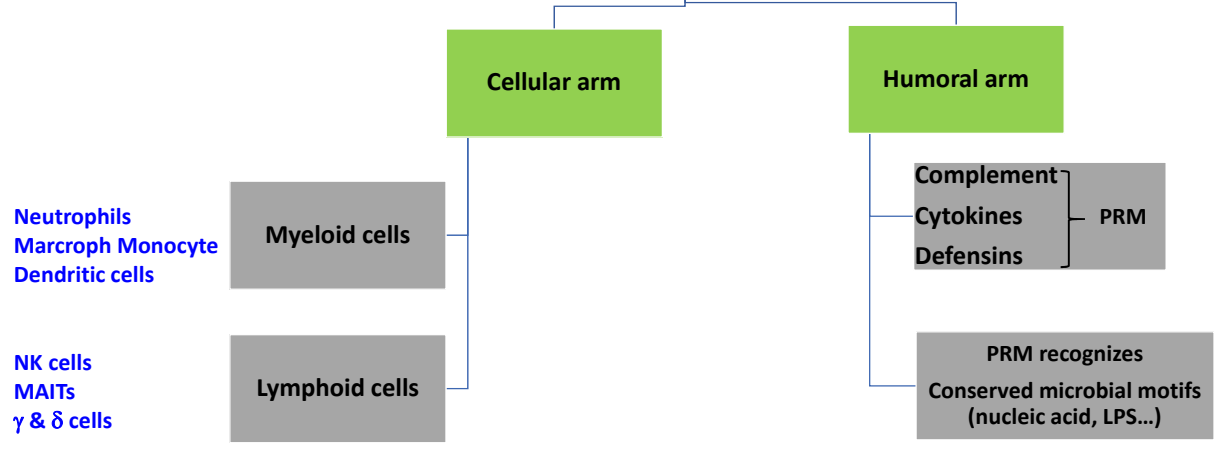 Cellular arm
Humoral arm
Neutrophils
Marcroph Monocyte
Dendritic cells
Myeloid cells
Complement
Cytokines
Defensins
PRM
NK cells
MAITs
γ & δ cells
Lymphoid cells
PRM recognizes
Conserved microbial motifs
(nucleic acid, LPS...)